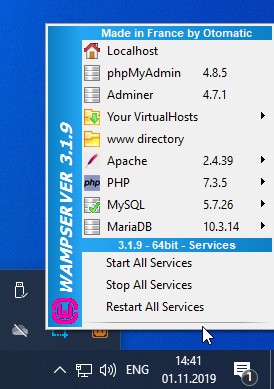 Made in France by Otomatic
Localhost
phpMyAdmin 4.8.5
Adminer 4.7.1
Your VirtualHosts
www directory
Apache 2.4.39
php PHP 7.3.5
MySQL 5.7.26
MariaDB 10.3.14
3.1.9 - 64bit - Services
Start All Services
Stop All Services
Restart All Services
WAMPSERVER 3.1.9
ENG
14:41
01.11.2019
1